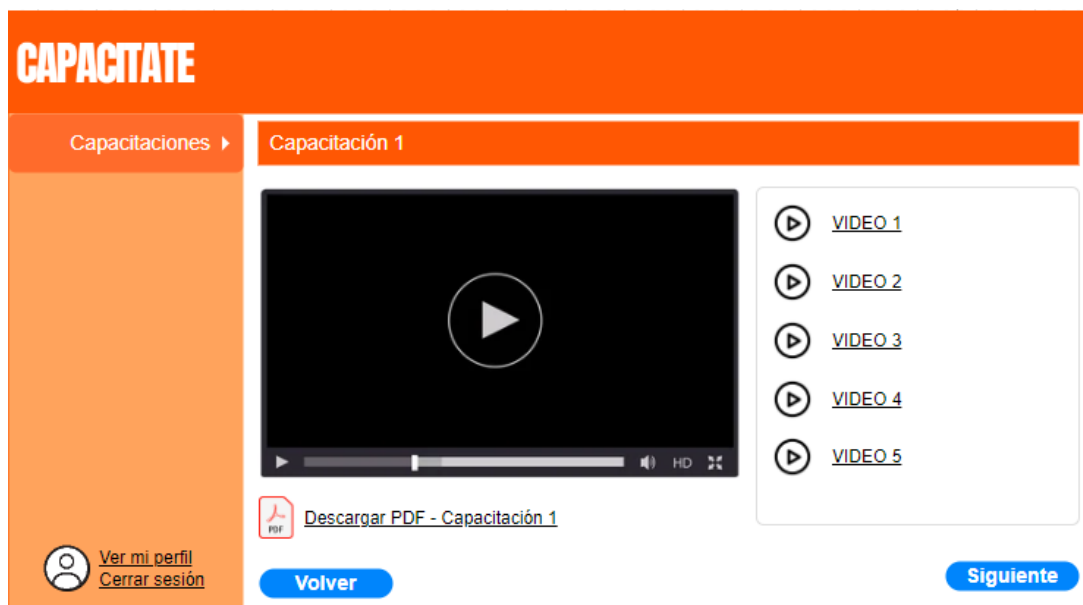 CAPACITATE
Capacitaciones
Capacitación 1
VIDEO 1
VIDEO 2
VIDEO 3
VIDEO 4
VIDEO 5
HD
PDF
Descargar PDF - Capacitación 1
Ver mi perfil
Cerrar sesión
Volver
Siguiente